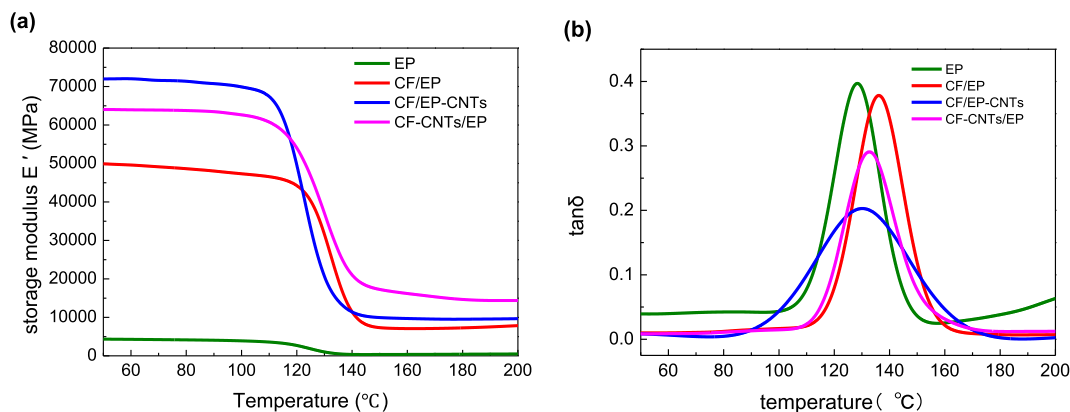 (a)
80000
70000
60000
50000
40000
30000
20000
10000
0
storage modulus E ′ (MPa)
EP
CF/EP
CF/EP-CNTs
CF-CNTs/EP
60 80 100 120 140 160 180 200
Temperature (℃)
(b)
0.4
0.3
0.2
0.1
0.0
tanδ
EP
CF/EP
CF/EP-CNTs
CF-CNTs/EP
60 80 100 120 140 160 180 200
temperature( ℃)